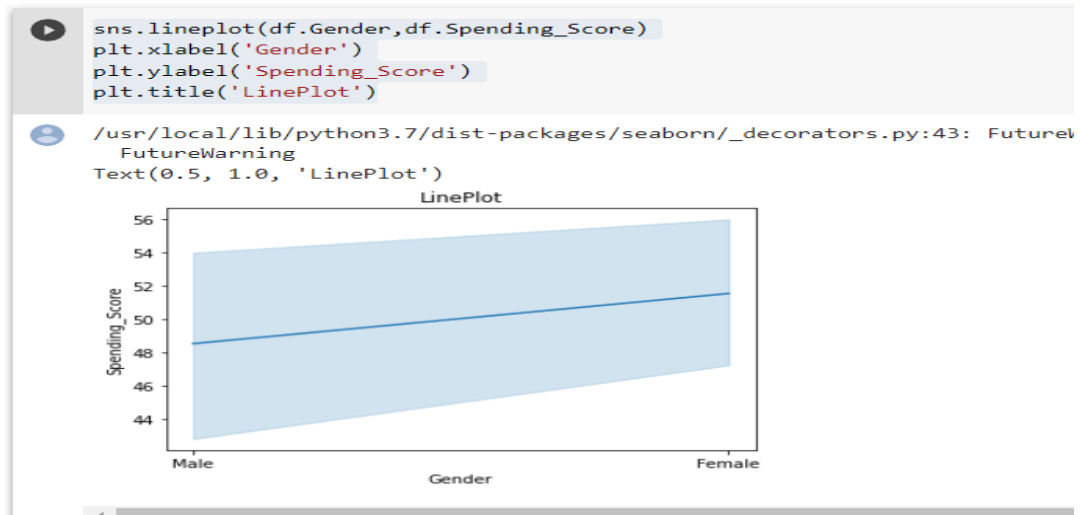 sns.lineplot(df.Gender,df.Spending_Score)
plt.xlabel('Gender')
plt.ylabel('Spending_Score')
plt.title('LinePlot')
/usr/local/lib/python3.7/dist-packages/seaborn/_decorators.py:43: FutureW
FutureWarning
Text(0.5, 1.0, 'LinePlot')
LinePlot
56
54
52
50
48
46
44
Spending_Score
Male Female
Gender